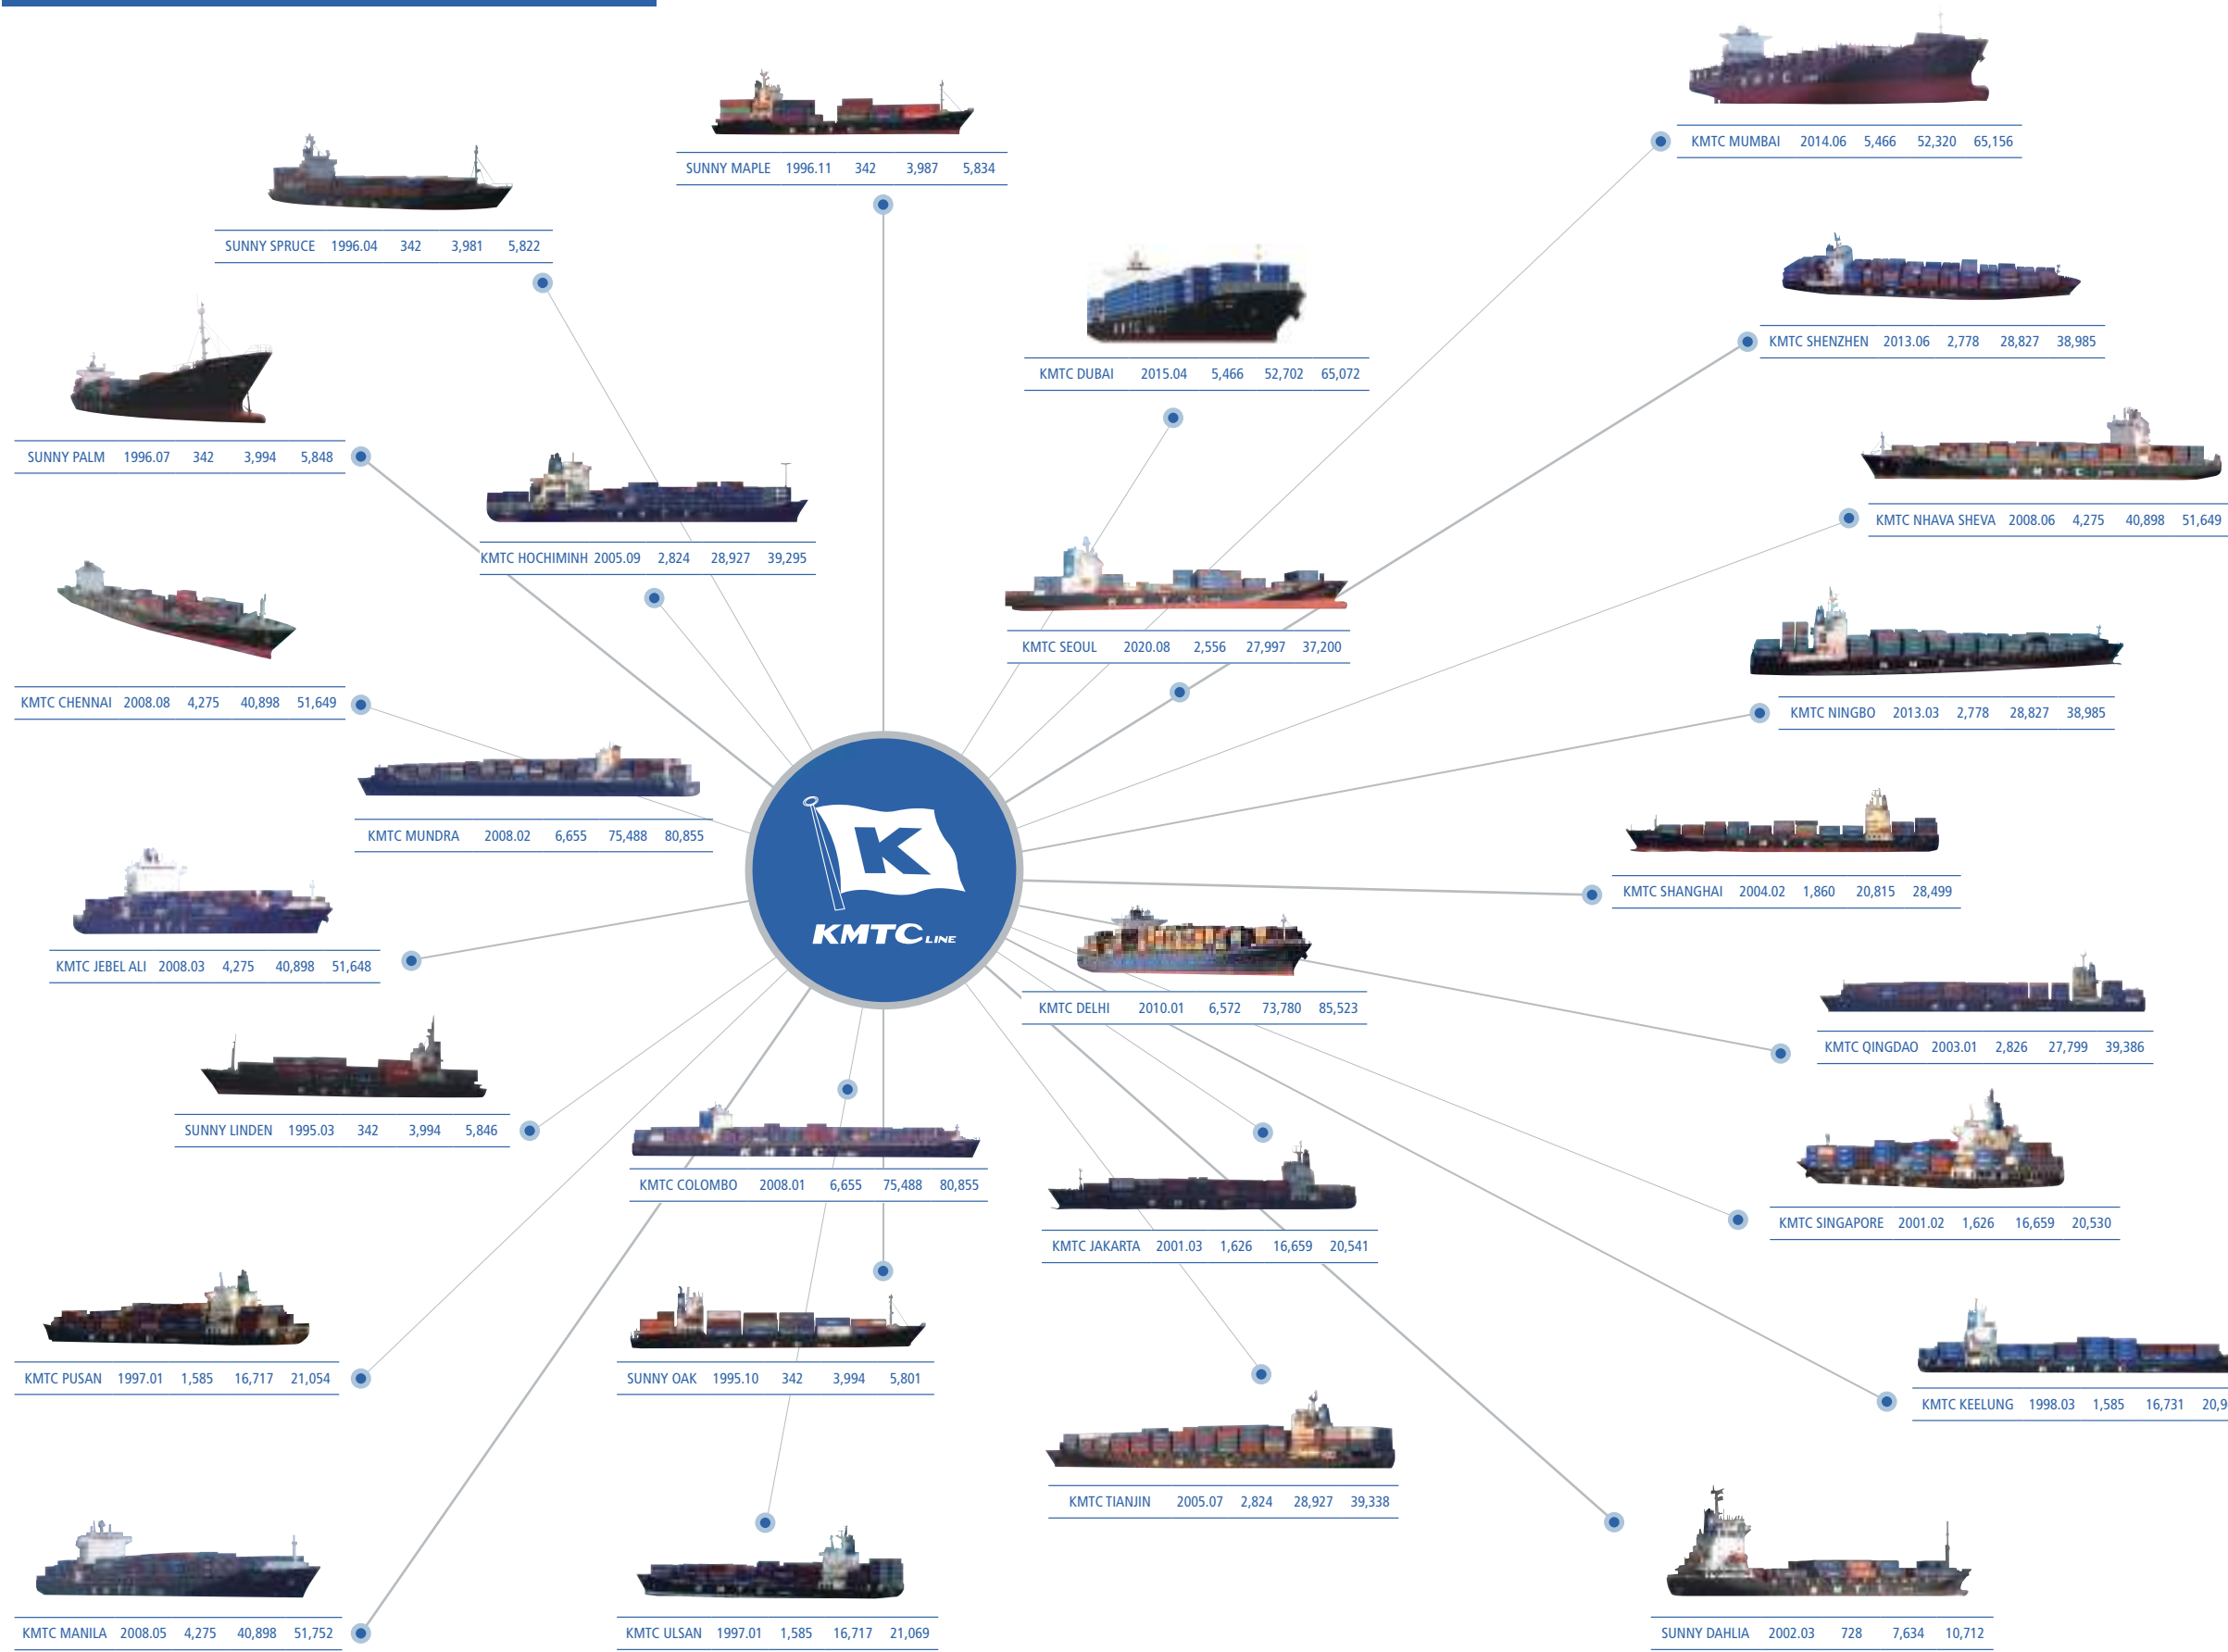 SUNNY MAPLE 1996.11 342 3,987 5,834
KMTC MUMBAI 2014.06 5,466 52,320 65,156
SUNNY SPRUCE 1996.04 342 3,981 5,822
KMTC SHENZHEN 2013.06 2,778 28,827 38,985
KMTC DUBAI 2015.04 5,466 52,702 65,072
SUNNY PALM 1996.07 342 3,994 5,848
KMTC NHAVA SHEVA 2008.06 4,275 40,898 51,649
KMTC HOCHIMINH 2005.09 2,824 28,927 39,295
KMTC SEOUL 2020.08 2,556 27,997 37,200
KMTC CHENNAI 2008.08 4,275 40,898 51,649
KMTC NINGBO 2013.03 2,778 28,827 38,985
KMTC MUNDRA 2008.02 6,655 75,488 80,855
K
KMTC LINE
KMTC SHANGHAI 2004.02 1,860 20,815 28,499
KMTC JEBEL ALI 2008.03 4,275 40,898 51,648
KMTC DELHI 2010.01 6,572 73,780 85,523
KMTC QINGDAO 2003.01 2,826 27,799 39,386
SUNNY LINDEN 1995.03 342 3,994 5,846
KMTC COLOMBO 2008.01 6,655 75,488 80,855
KMTC SINGAPORE 2001.02 1,626 16,659 20,530
KMTC JAKARTA 2001.03 1,626 16,659 20,541
KMTC PUSAN 1997.01 1,585 16,717 21,054
SUNNY OAK 1995.10 342 3,994 5,801
KMTC KEELUNG 1998.03 1,585 16,731
KMTC TIANJIN 2005.07 2,824 28,927 39,338
KMTC MANILA 2008.05 4,275 40,898 51,752
KMTC ULSAN 1997.01 1,585 16,717 21,069
SUNNY DAHLIA 2002.03 728 7,634 10,712